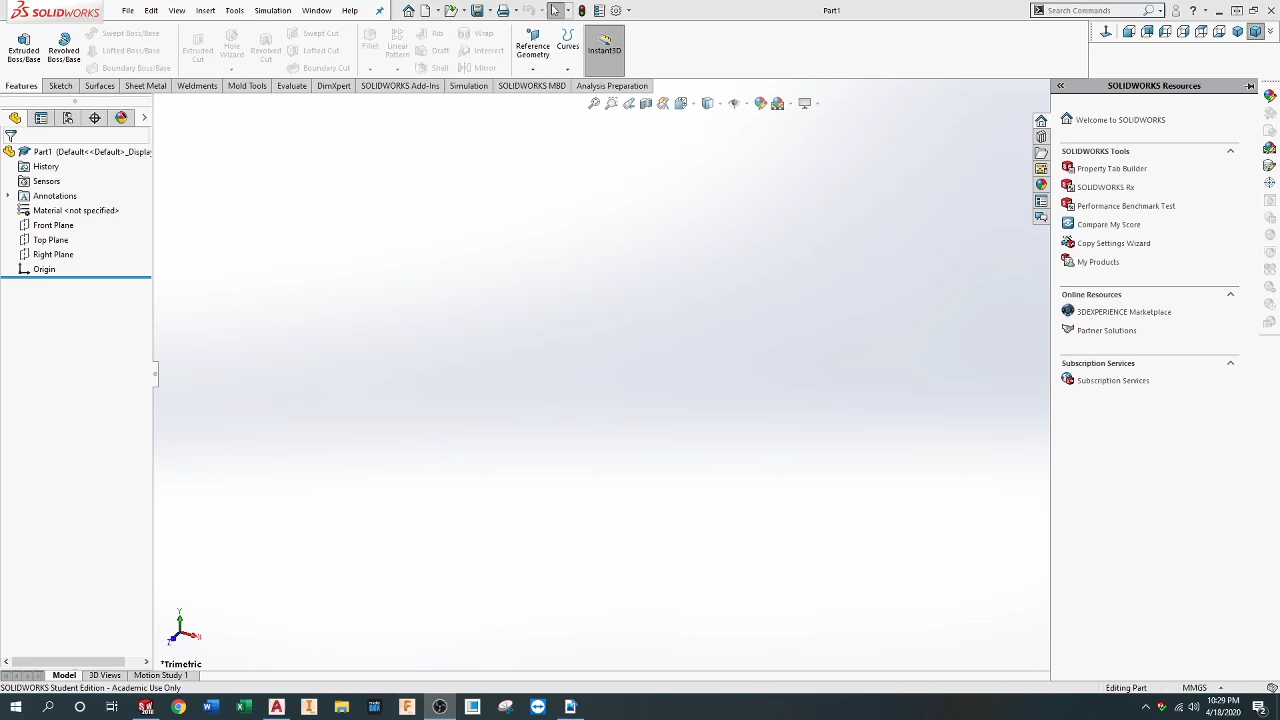 SOLIDWORKS File Edit View Insert Tools Simulation Window Help Part1 Search Commands
Extruded Boss/Base
Revolved Boss/Base
Swept Boss/Base
Lofted Boss/Base
Boundary Boss/Base
Extruded Cut
Hole Wizard
Revolved Cut
Swept Cut
Lofted Cut
Boundary Cut
Fillet
Linear Pattern
Rib
Draft
Shell
Wrap
Intersect
Mirror
Reference Geometry
Curves
Instant3D
Features Sketch Surfaces Sheet Metal Weldments Mold Tools Evaluate DimXpert SOLIDWORKS Add-Ins Simulation SOLIDWORKS MBD Analysis Preparation
Part1 (Default<<Default>_Displa
History
Sensors
Annotations
Material <not specified>
Front Plane
Top Plane
Right Plane
Origin
Y
X
Z
*Trimetric
SOLIDWORKS Resources
Welcome to SOLIDWORKS
SOLIDWORKS Tools
Property Tab Builder
SOLIDWORKS Rx
Performance Benchmark Test
Compare My Score
Copy Settings Wizard
My Products
Online Resources
3DEXPERIENCE Marketplace
Partner Solutions
Subscription Services
Subscription Services
Model 3D Views Motion Study 1
SOLIDWORKS Student Edition - Academic Use Only Editing Part MMGS
10:29 PM
4/18/2020